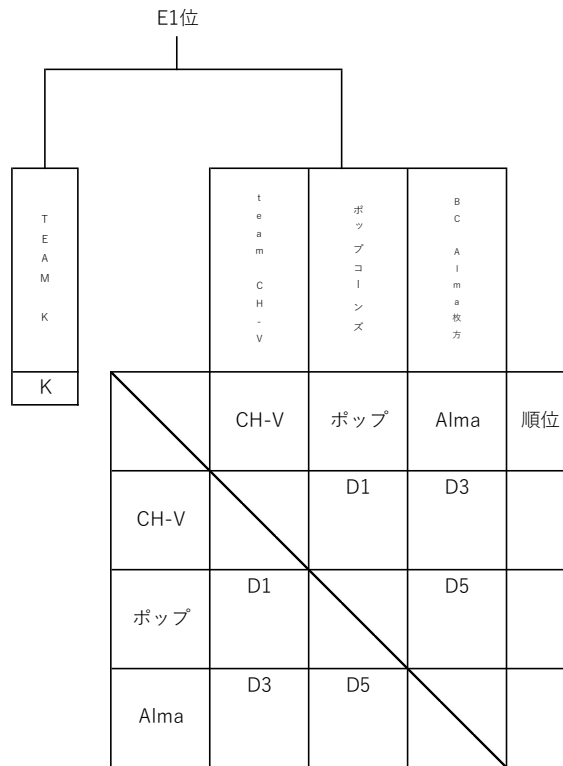 E1位
TEAM K
team CH-V
ポップコーンズ
BC Alma枚方
K
CH-V ポップ Alma 順位
CH-V D1 D3
ポップ D1 D5
Alma D3 D5